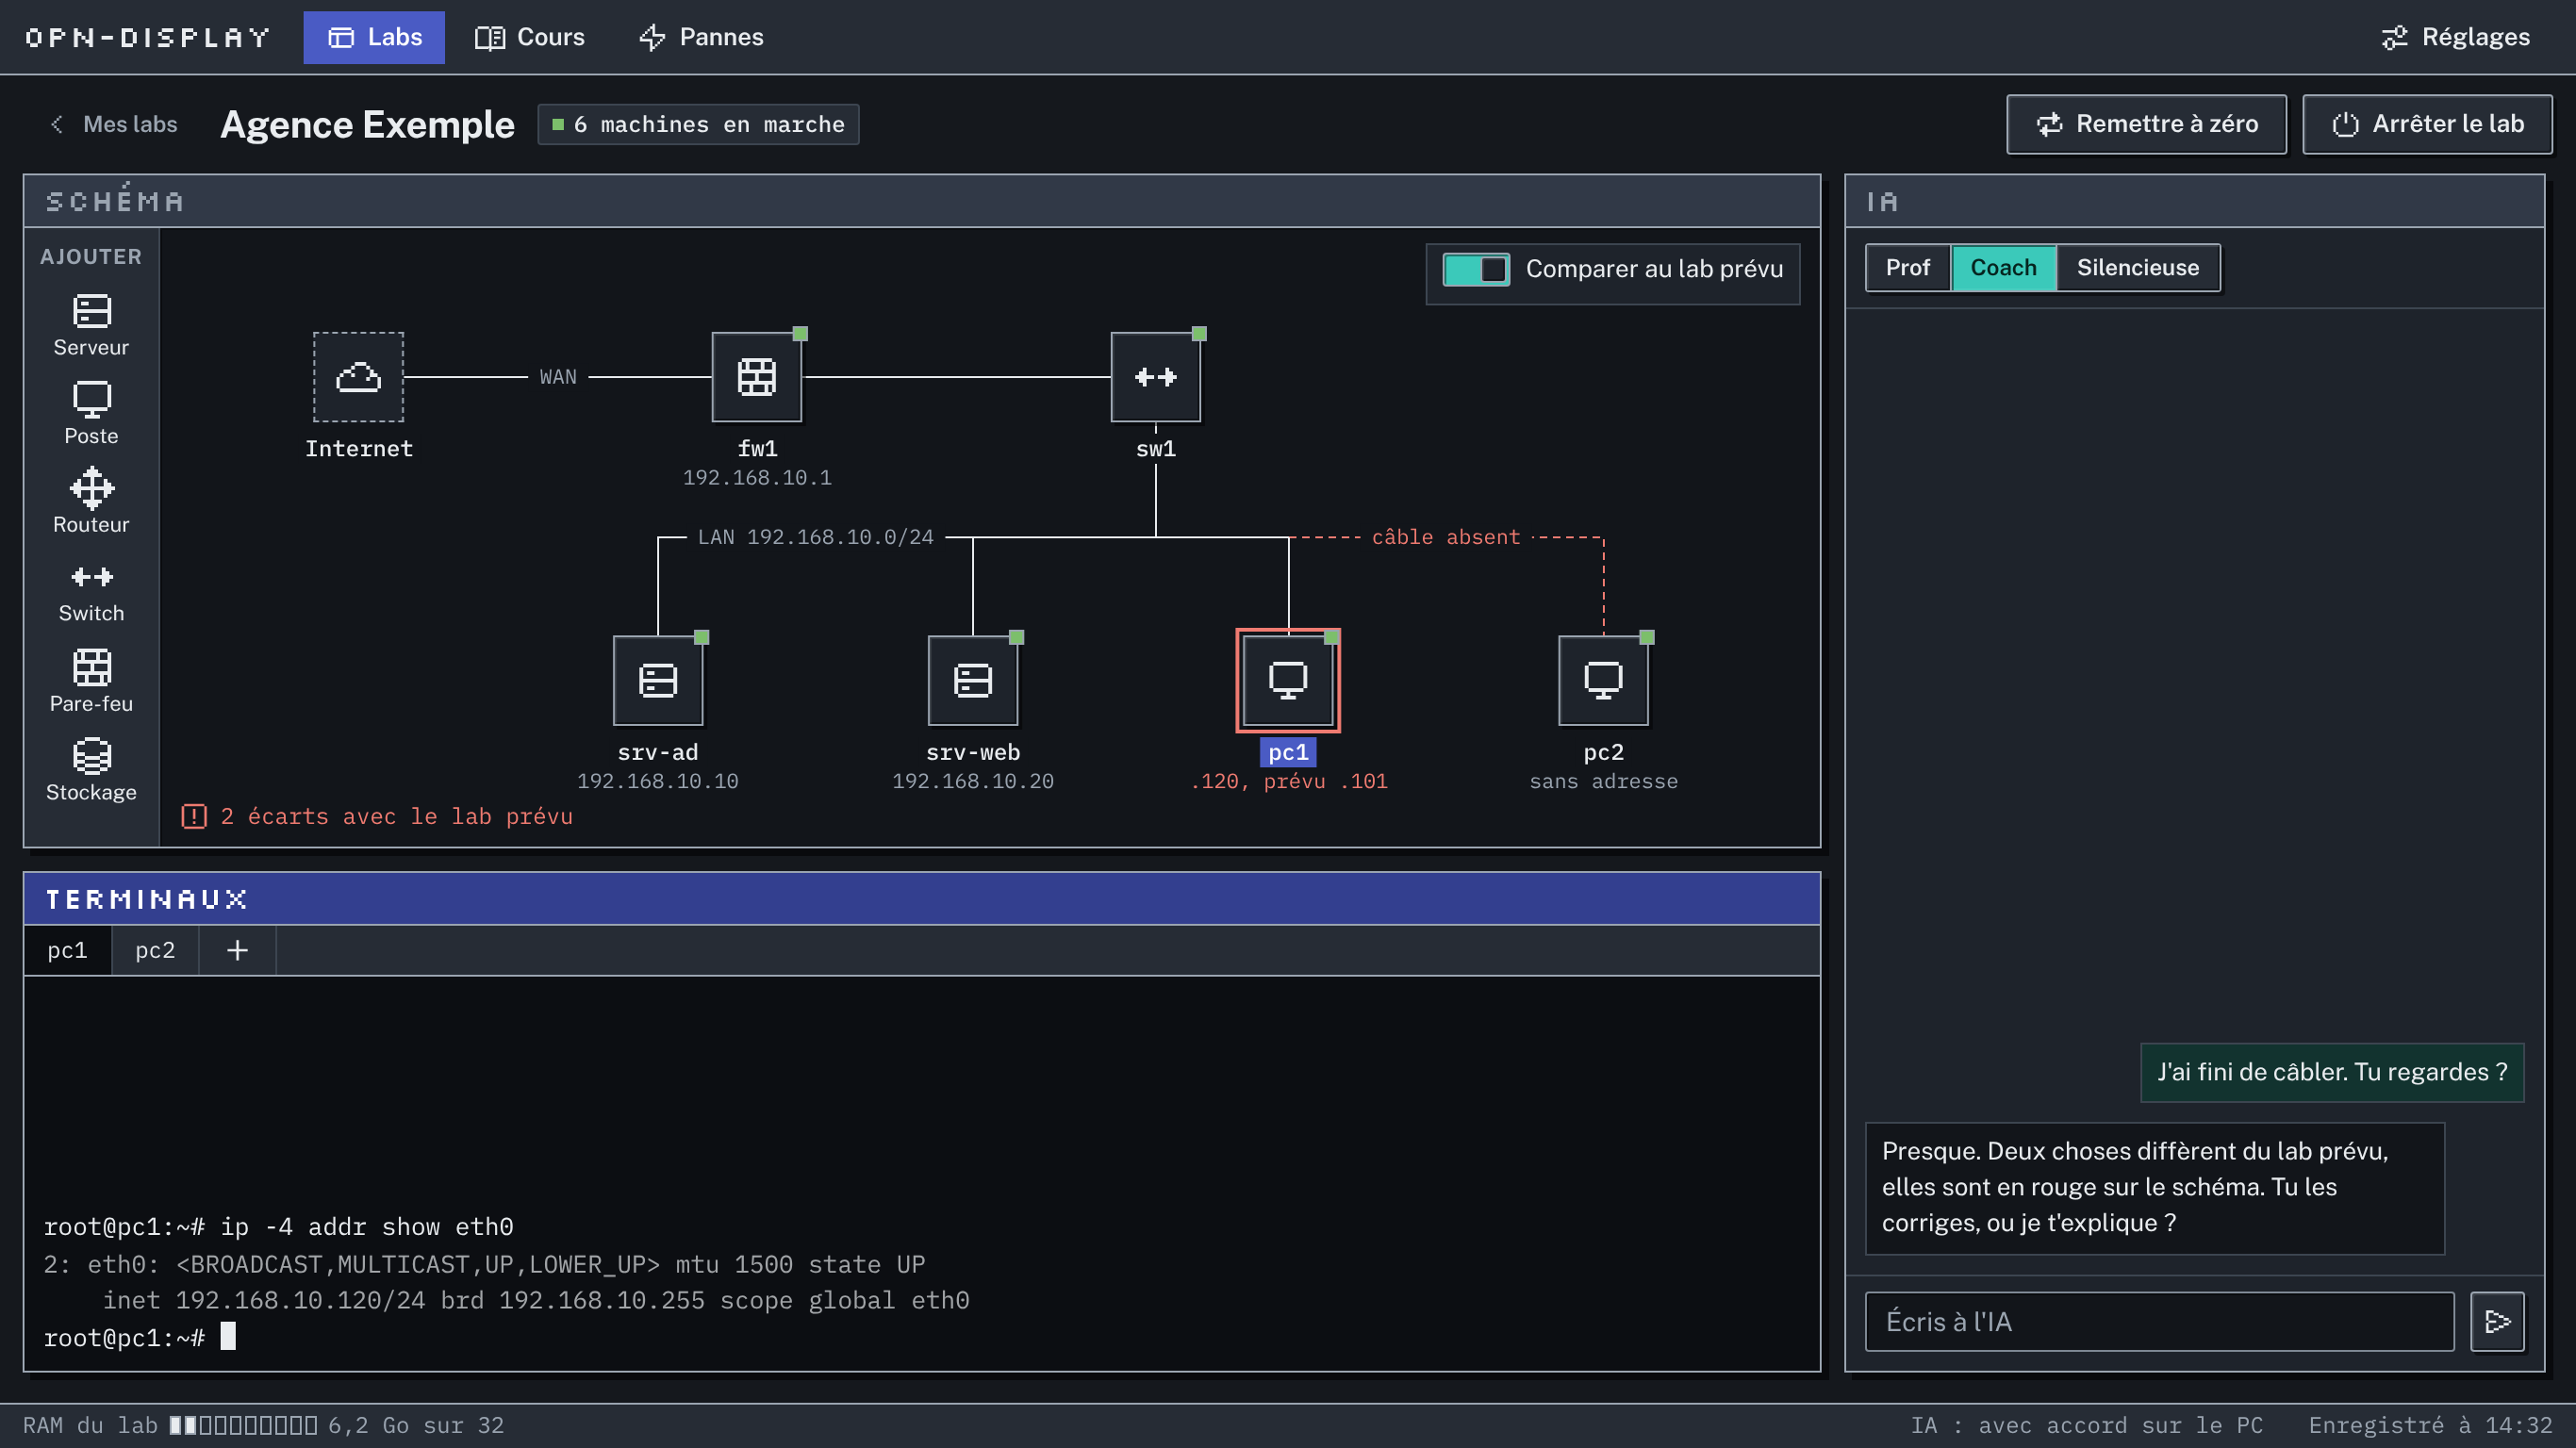 OPN-DISPLAY
Labs
Cours
Pannes
Réglages
Mes labs
Agence Exemple
6 machines en marche
Remettre à zéro
Arrêter le lab
SCHÉMA
AJOUTER
Serveur
Poste
Routeur
Switch
Pare-feu
Stockage
Comparer au lab prévu
WAN
Internet
fw1
192.168.10.1
sw1
LAN 192.168.10.0/24
câble absent
srv-ad
192.168.10.10
srv-web
192.168.10.20
pc1
.120, prévu .101
pc2
sans adresse
2 écarts avec le lab prévu
TERMINAUX
pc1
pc2
root@pc1:~# ip -4 addr show eth0
2: eth0: <BROADCAST,MULTICAST,UP,LOWER_UP> mtu 1500 state UP
inet 192.168.10.120/24 brd 192.168.10.255 scope global eth0
root@pc1:~#
IA
Prof
Coach
Silencieuse
J'ai fini de câbler. Tu regardes ?
Presque. Deux choses diffèrent du lab prévu,
elles sont en rouge sur le schéma. Tu les
corriges, ou je t'explique ?
Écris à l'IA
RAM du lab
6,2 Go sur 32
IA : avec accord sur le PC
Enregistré à 14:32